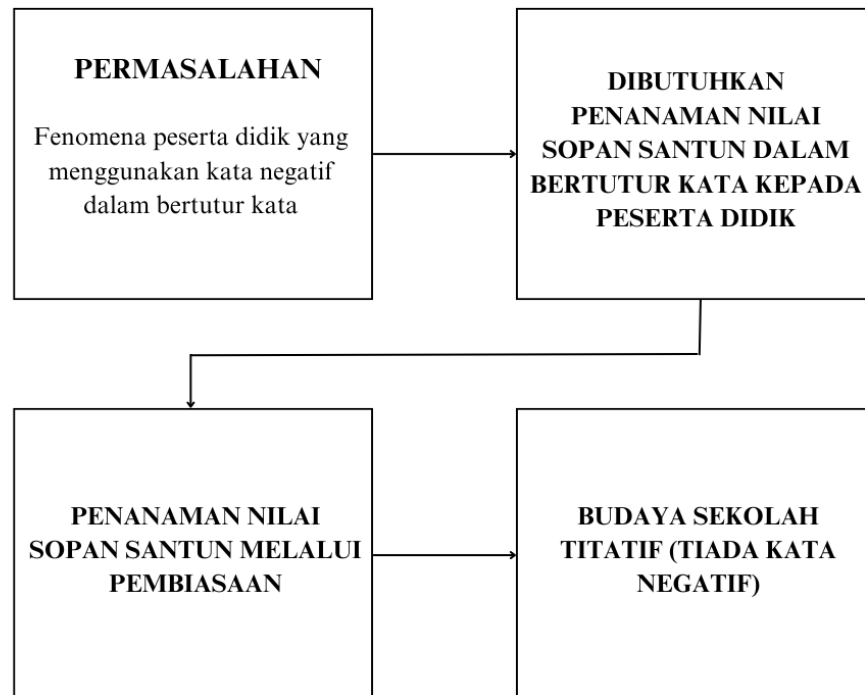 PERMASALAHAN
Fenomena peserta didik yang
menggunakan kata negatif
dalam bertutur kata
DIBUTUHKAN
PENANAMAN NILAI
SOPAN SANTUN DALAM
BERTUTUR KATA KEPADA
PESERTA DIDIK
PENANAMAN NILAI
SOPAN SANTUN MELALUI
PEMBIASAAN
BUDAYA SEKOLAH
TITATIF (TIADA KATA
NEGATIF)